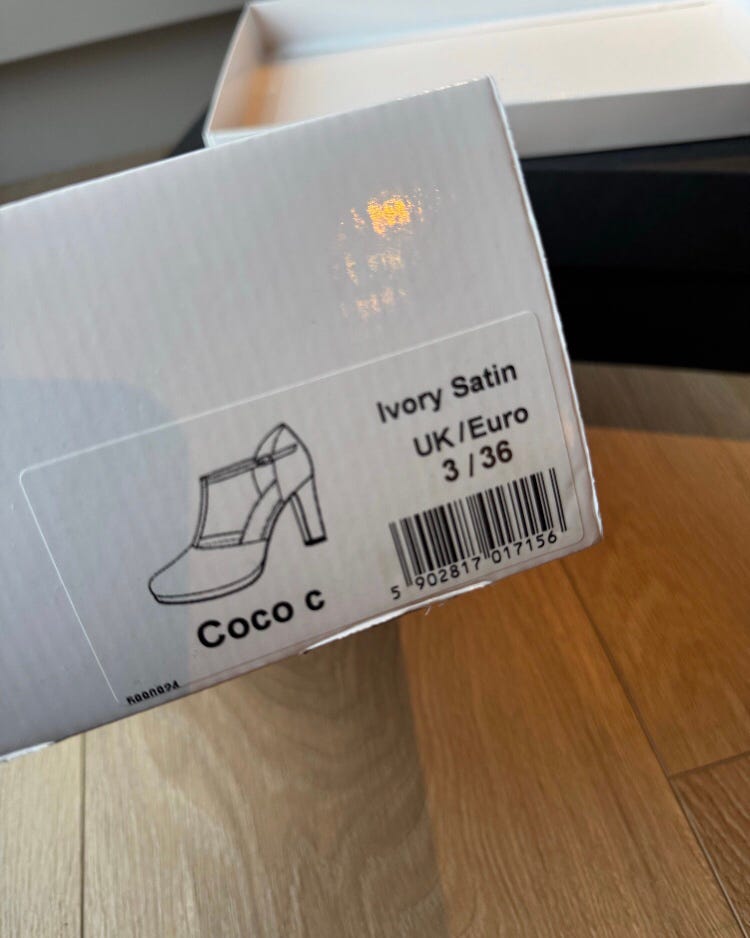 Ivory Satin
UK/Euro
3/36
5 902817 017156
Coco c